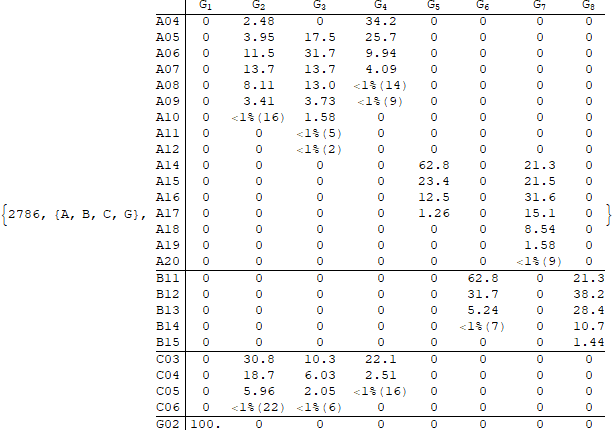 G₁ G₂ G₃ G₄ G₅ G₆ G₇ G₈
A04 0 2.48 0 34.2 0 0 0 0
A05 0 3.95 17.5 25.7 0 0 0 0
A06 0 11.5 31.7 9.94 0 0 0 0
A07 0 13.7 13.7 4.09 0 0 0 0
A08 0 8.11 13.0 <1%(14) 0 0 0 0
A09 0 3.41 3.73 <1%(9) 0 0 0 0
A10 0 <1%(16) 1.58 0 0 0 0 0
A11 0 0 <1%(5) 0 0 0 0 0
A12 0 0 <1%(2) 0 0 0 0 0
A14 0 0 0 0 62.8 0 21.3 0
A15 0 0 0 0 23.4 0 21.5 0
A16 0 0 0 0 12.5 0 31.6 0
{2786, {A, B, C, G}, A17 0 0 0 0 1.26 0 15.1 0 }
A18 0 0 0 0 0 0 8.54 0
A19 0 0 0 0 0 0 1.58 0
A20 0 0 0 0 0 0 <1%(9) 0
B11 0 0 0 0 0 62.8 0 21.3
B12 0 0 0 0 0 31.7 0 38.2
B13 0 0 0 0 0 5.24 0 28.4
B14 0 0 0 0 0 <1%(7) 0 10.7
B15 0 0 0 0 0 0 0 1.44
C03 0 30.8 10.3 22.1 0 0 0 0
C04 0 18.7 6.03 2.51 0 0 0 0
C05 0 5.96 2.05 <1%(16) 0 0 0 0
C06 0 <1%(22) <1%(6) 0 0 0 0 0
G02 100. 0 0 0 0 0 0 0